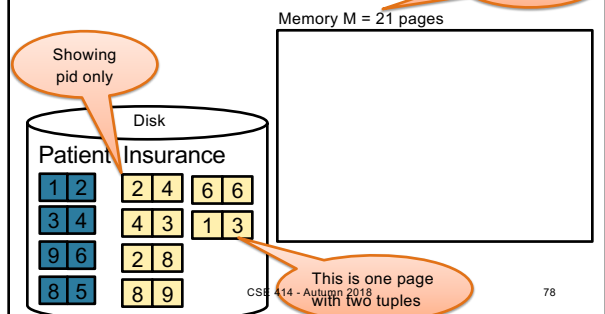 Memory M = 21 pages
Showing
pid only
Disk
Patient Insurance
1 2 2 4 6 6
3 4 4 3 1 3
9 6 2 8
8 5 8 9
This is one page
with two tuples
CSE 414 - Autumn 2018
78